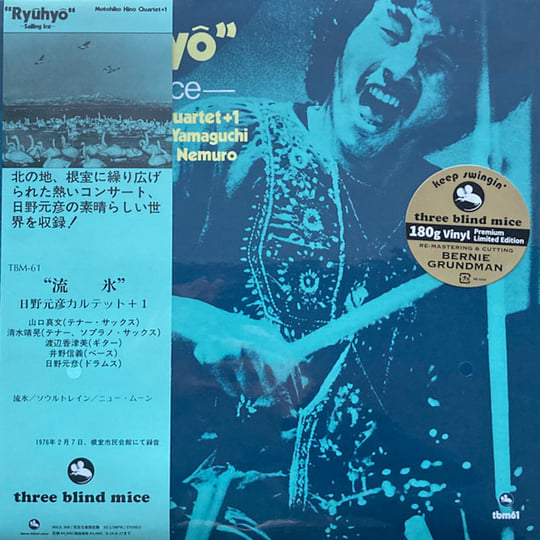 "Ryûhyô"
—Sailing Ice—
Motohiko Hino Quartet+1
北の地、根室に繰り広げ
られた熱いコンサート、
日野元彦の素晴らしい世
界を収録！
TBM-61
“流 氷”
日野元彦カルテット＋１
山口真文(テナー・サックス)
清水靖晃(テナー、ソプラノ・サックス)
渡辺香津美(ギター)
井野信義(ベース)
日野元彦(ドラムス)
流氷／ソウルトレイン／ニュー・ムーン
1976年2月7日、根室市民会館にて録音
three blind mice
yô"
ce—
uartet+1
Yamaguchi
Nemuro
keep swingin'
three blind mice
180g Vinyl Premium
Limited Edition
RE-MASTERING & CUTTING
BERNIE
GRUNDMAN
tbm61